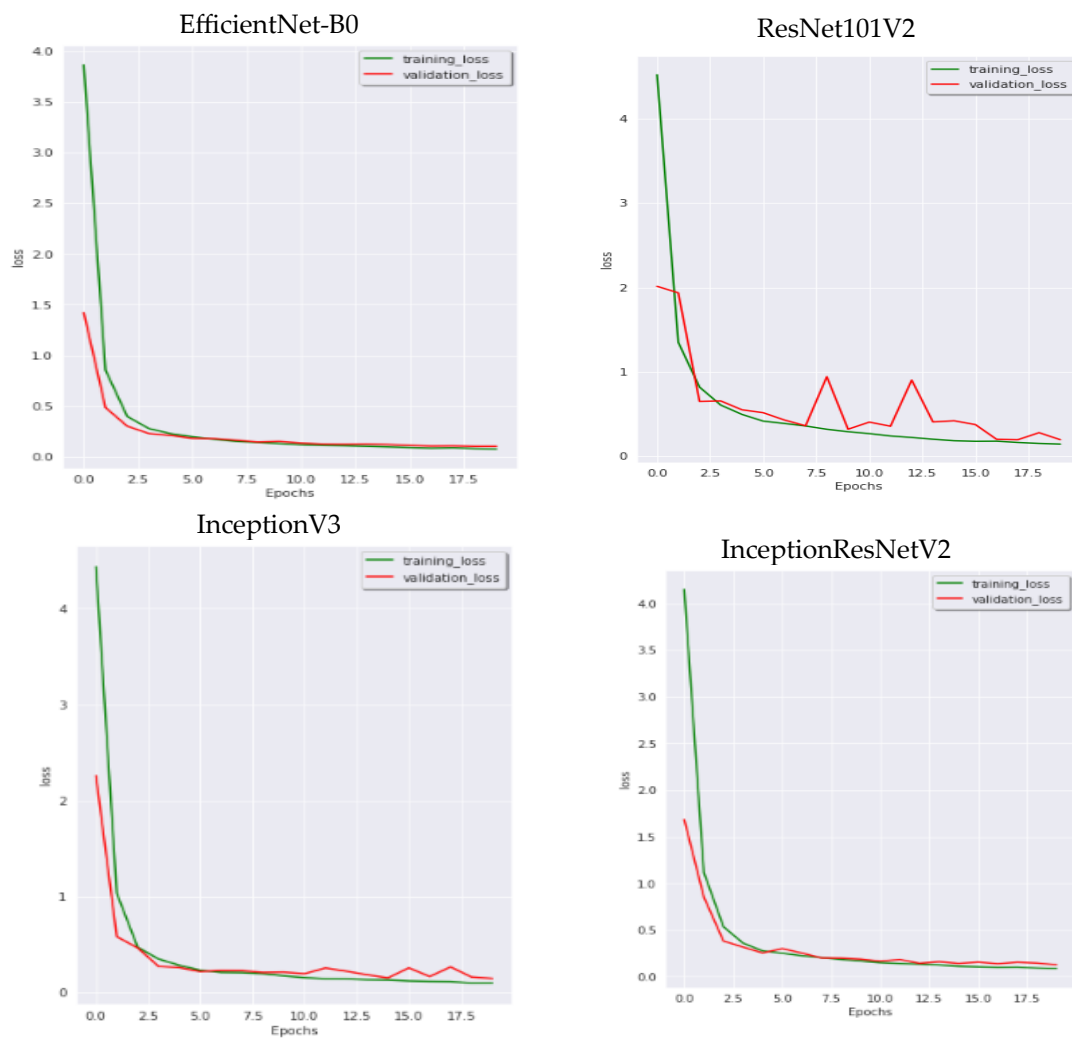 EfficientNet-B0
4.0
3.5
3.0
2.5
2.0
1.5
1.0
0.5
0.0
loss
training_loss
validation_loss
0.0 2.5 5.0 7.5 10.0 12.5 15.0 17.5
Epochs
ResNet101V2
4
3
2
1
0
loss
training_loss
validation_loss
0.0 2.5 5.0 7.5 10.0 12.5 15.0 17.5
Epochs
InceptionV3
4
3
2
1
0
loss
training_loss
validation_loss
0.0 2.5 5.0 7.5 10.0 12.5 15.0 17.5
Epochs
InceptionResNetV2
4.0
3.5
3.0
2.5
2.0
1.5
1.0
0.5
0.0
loss
training_loss
validation_loss
0.0 2.5 5.0 7.5 10.0 12.5 15.0 17.5
Epochs